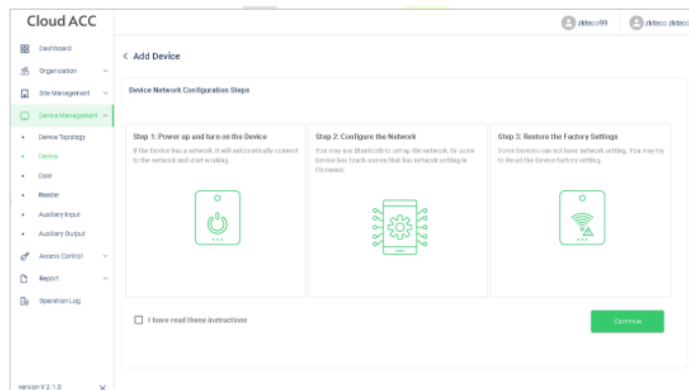 Cloud ACC
zkteco99
zkteco zkteco
Dashboard
Organization
Site Management
Device Management
Device Topology
Device
Door
Reader
Auxiliary Input
Auxiliary Output
Access Control
Report
Operation Log
version V 2.1.0
< Add Device
Device Network Configuration Steps
Step 1: Power up and turn on the Device
If the Device has a network, it will automatically connect
to the network and start working.
Step 2: Configure the Network
You may use Bluetooth to set up the network. Or some
Device has touch screen that has network setting in
Firmware.
Step 3: Restore the Factory Settings
Some Devices can not have network setting. You may try
to Reset the Device factory setting.
I have read these instructions
Continue